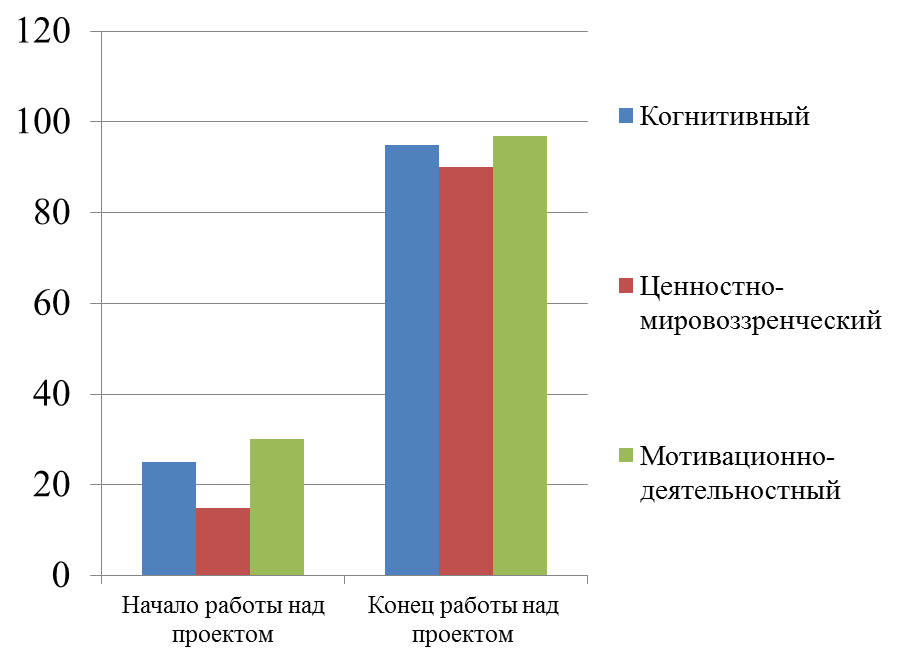 120
100
80
60
40
20
0
Начало работы над
проектом
Конец работы над
проектом
Когнитивный
Ценностно-
мировоззренческий
Мотивационно-
деятельностный